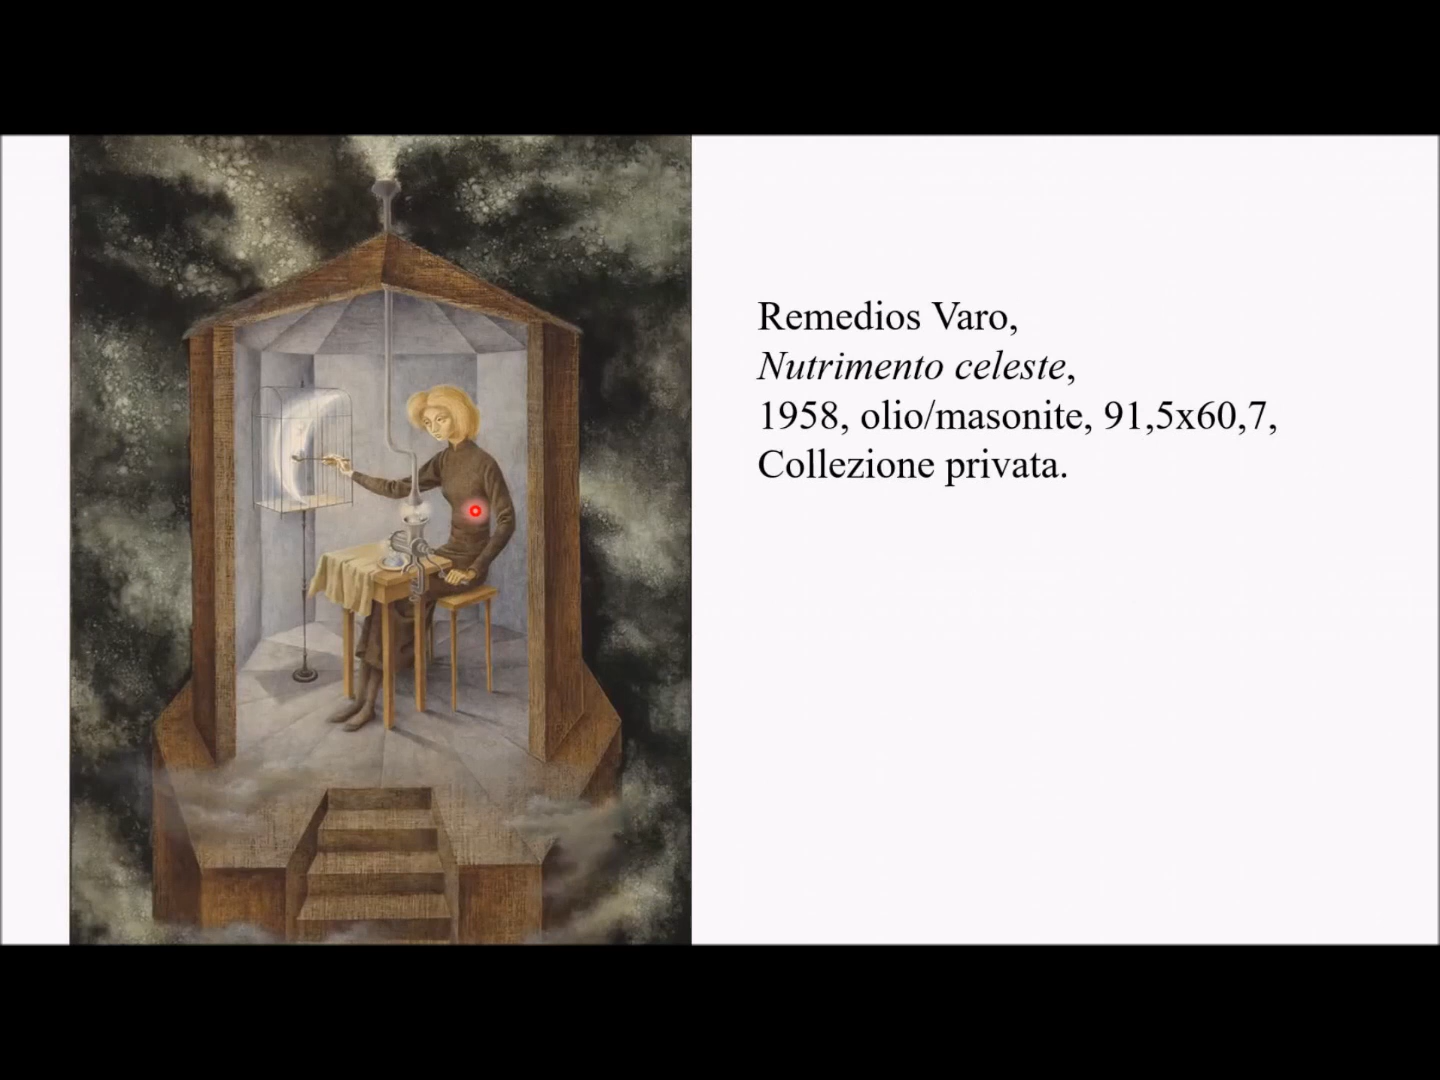 Remedios Varo,
Nutrimento celeste,
1958, olio/masonite, 91,5x60,7,
Collezione privata.